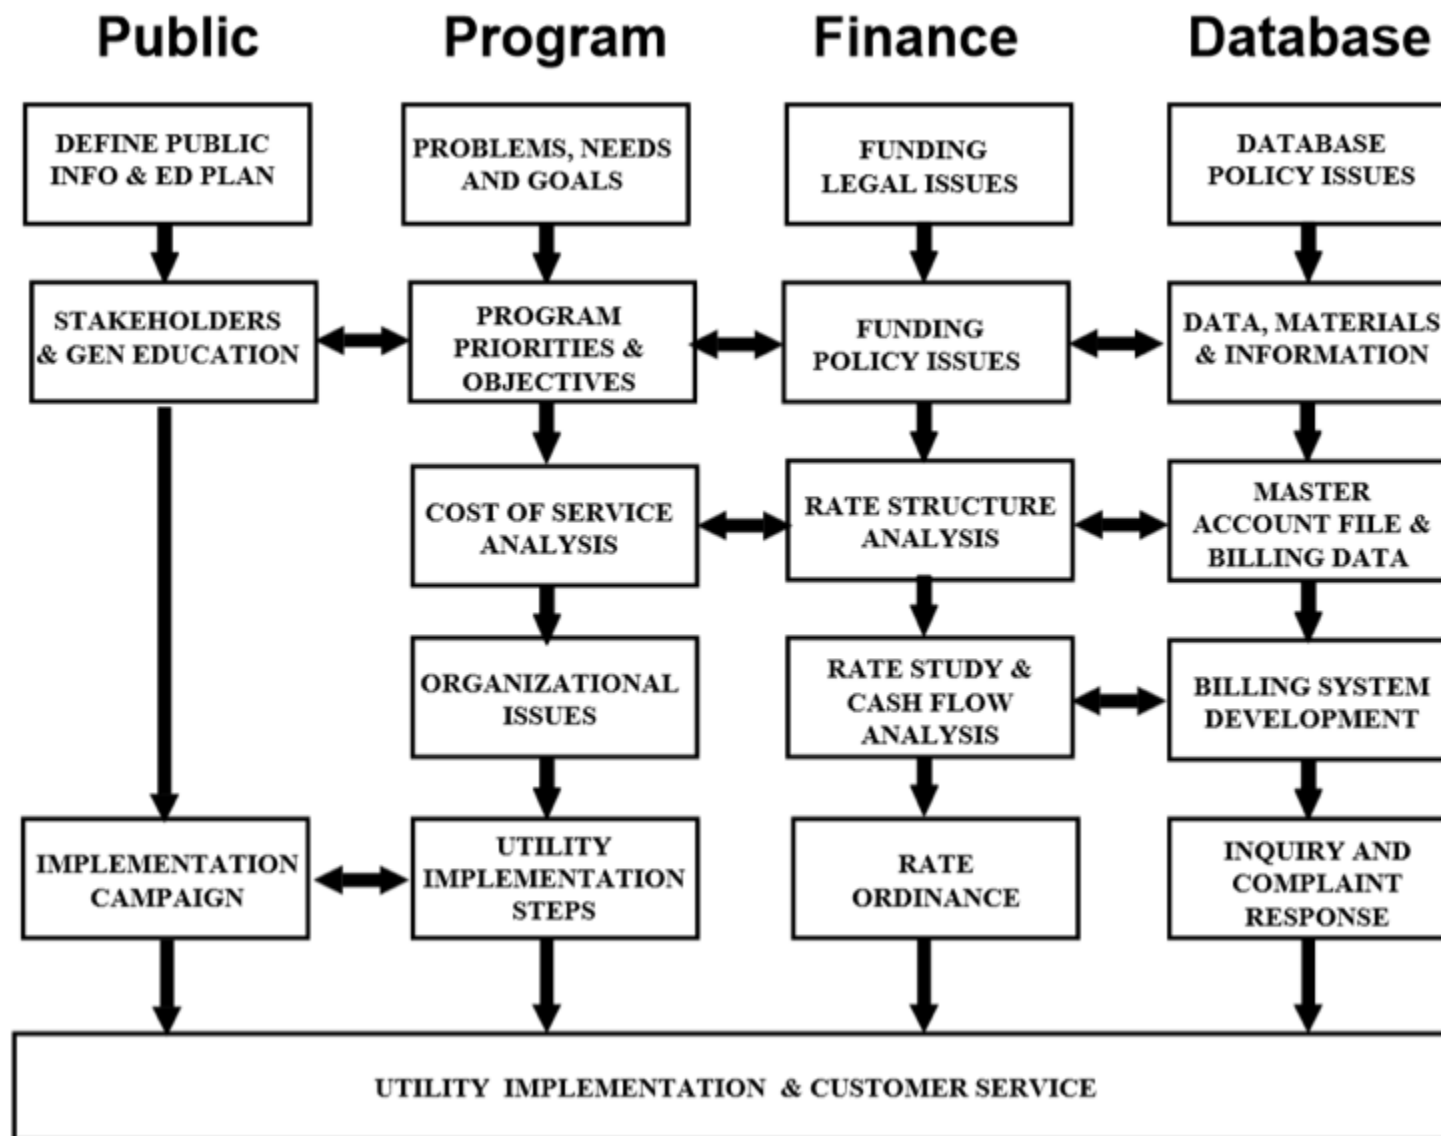 Public
Program
Finance
Database
DEFINE PUBLIC
INFO & ED PLAN
PROBLEMS, NEEDS
AND GOALS
FUNDING
LEGAL ISSUES
DATABASE
POLICY ISSUES
STAKEHOLDERS
& GEN EDUCATION
PROGRAM
PRIORITIES &
OBJECTIVES
FUNDING
POLICY ISSUES
DATA, MATERIALS
& INFORMATION
COST OF SERVICE
ANALYSIS
RATE STRUCTURE
ANALYSIS
MASTER
ACCOUNT FILE &
BILLING DATA
ORGANIZATIONAL
ISSUES
RATE STUDY &
CASH FLOW
ANALYSIS
BILLING SYSTEM
DEVELOPMENT
IMPLEMENTATION
CAMPAIGN
UTILITY
IMPLEMENTATION
STEPS
RATE
ORDINANCE
INQUIRY AND
COMPLAINT
RESPONSE
UTILITY IMPLEMENTATION & CUSTOMER SERVICE